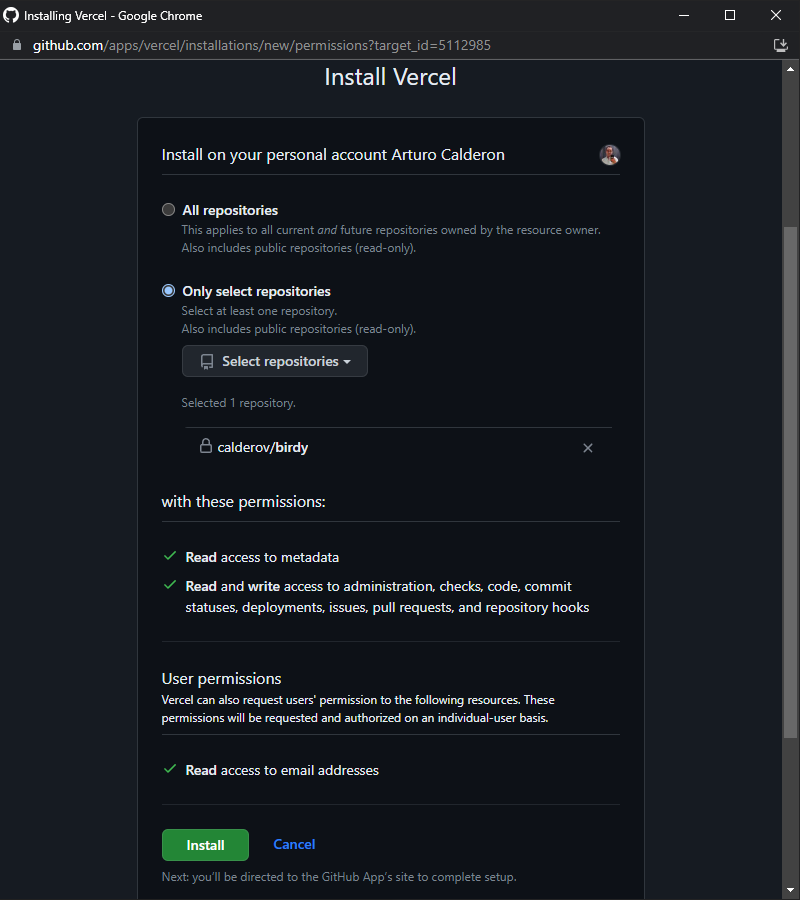 Installing Vercel - Google Chrome
github.com/apps/vercel/installations/new/permissions?target_id=5112985
Install Vercel
Install on your personal account Arturo Calderon
All repositories
This applies to all current and future repositories owned by the resource owner.
Also includes public repositories (read-only).
Only select repositories
Select at least one repository.
Also includes public repositories (read-only).
Select repositories
Selected 1 repository.
calderov/birdy
with these permissions:
Read access to metadata
Read and write access to administration, checks, code, commit
statuses, deployments, issues, pull requests, and repository hooks
User permissions
Vercel can also request users' permission to the following resources. These
permissions will be requested and authorized on an individual-user basis.
Read access to email addresses
Install Cancel
Next: you’ll be directed to the GitHub App’s site to complete setup.